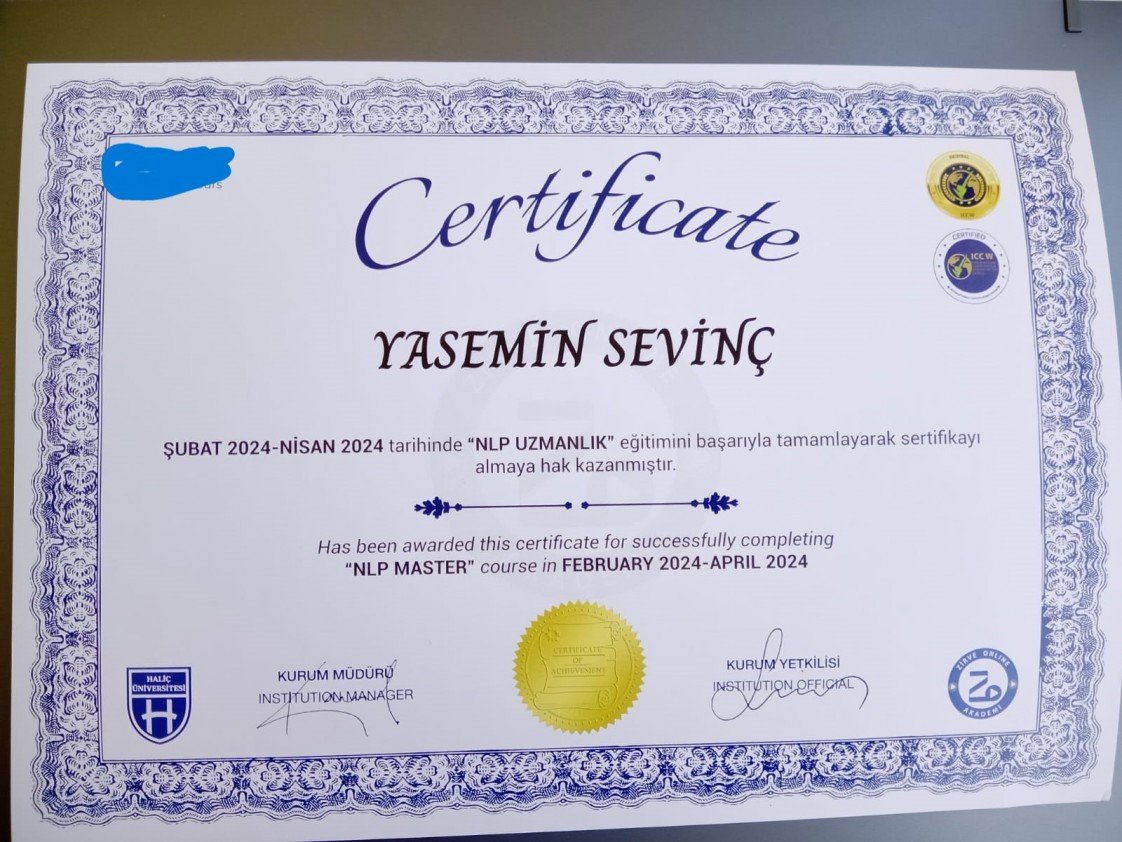 Certificate
ICC W
CERTIFIED
ICC W
YASEMİN SEVİNÇ
ŞUBAT 2024-NİSAN 2024 tarihinde “NLP UZMANLIK” eğitimini başarıyla tamamlayarak sertifikayı
almaya hak kazanmıştır.
Has been awarded this certificate for successfully completing
“NLP MASTER” course in FEBRUARY 2024-APRIL 2024
CERTIFICATE
OF
ACHIEVEMENT
HALİÇ
ÜNİVERSİTESİ
KURUM MÜDÜRÜ
INSTITUTION MANAGER
KURUM YETKİLİSİ
INSTITUTION OFFICIAL
ZİRVE ONLINE
AKADEMİ